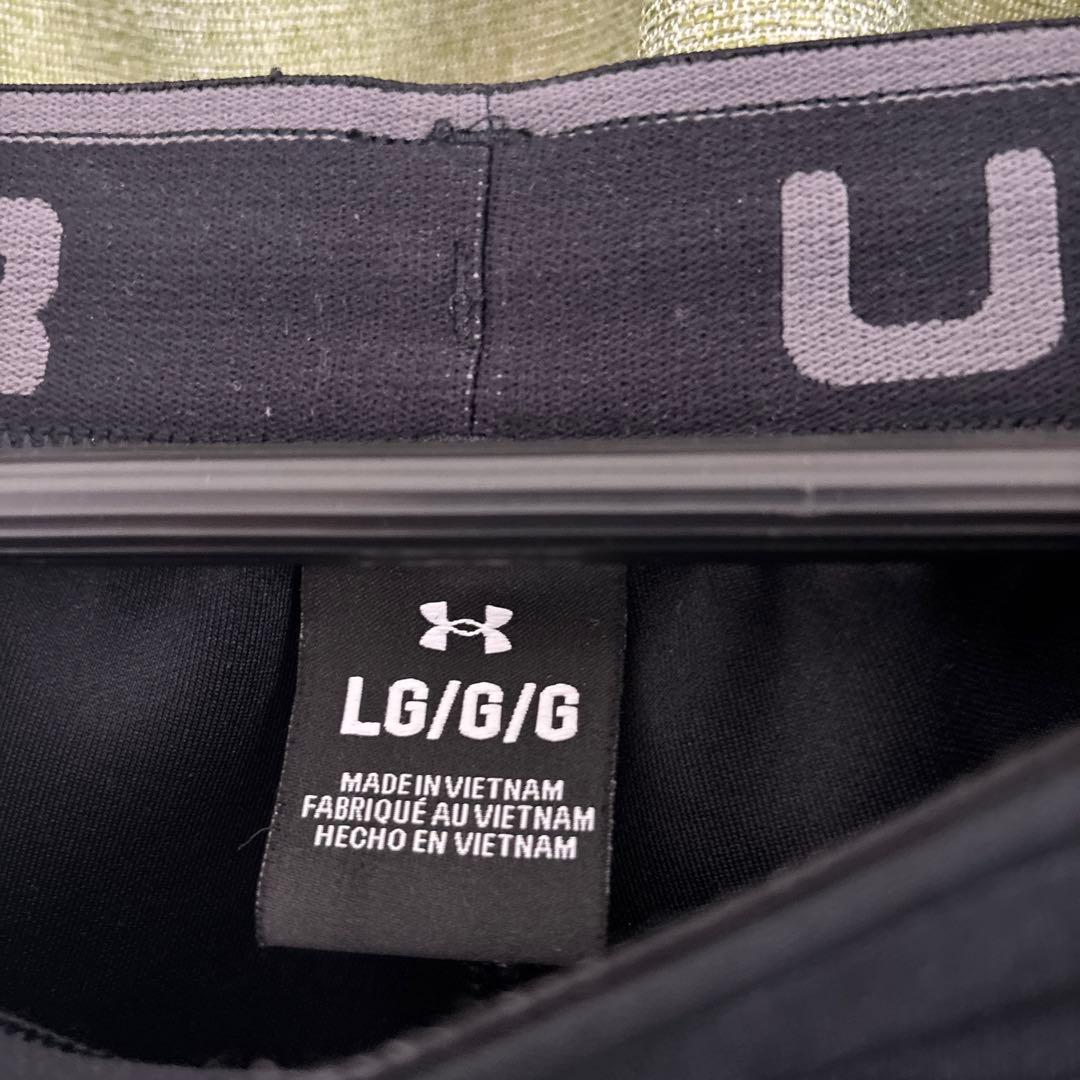 R U
LG/G/G
MADE IN VIETNAM
FABRIQUÉ AU VIETNAM
HECHO EN VIETNAM